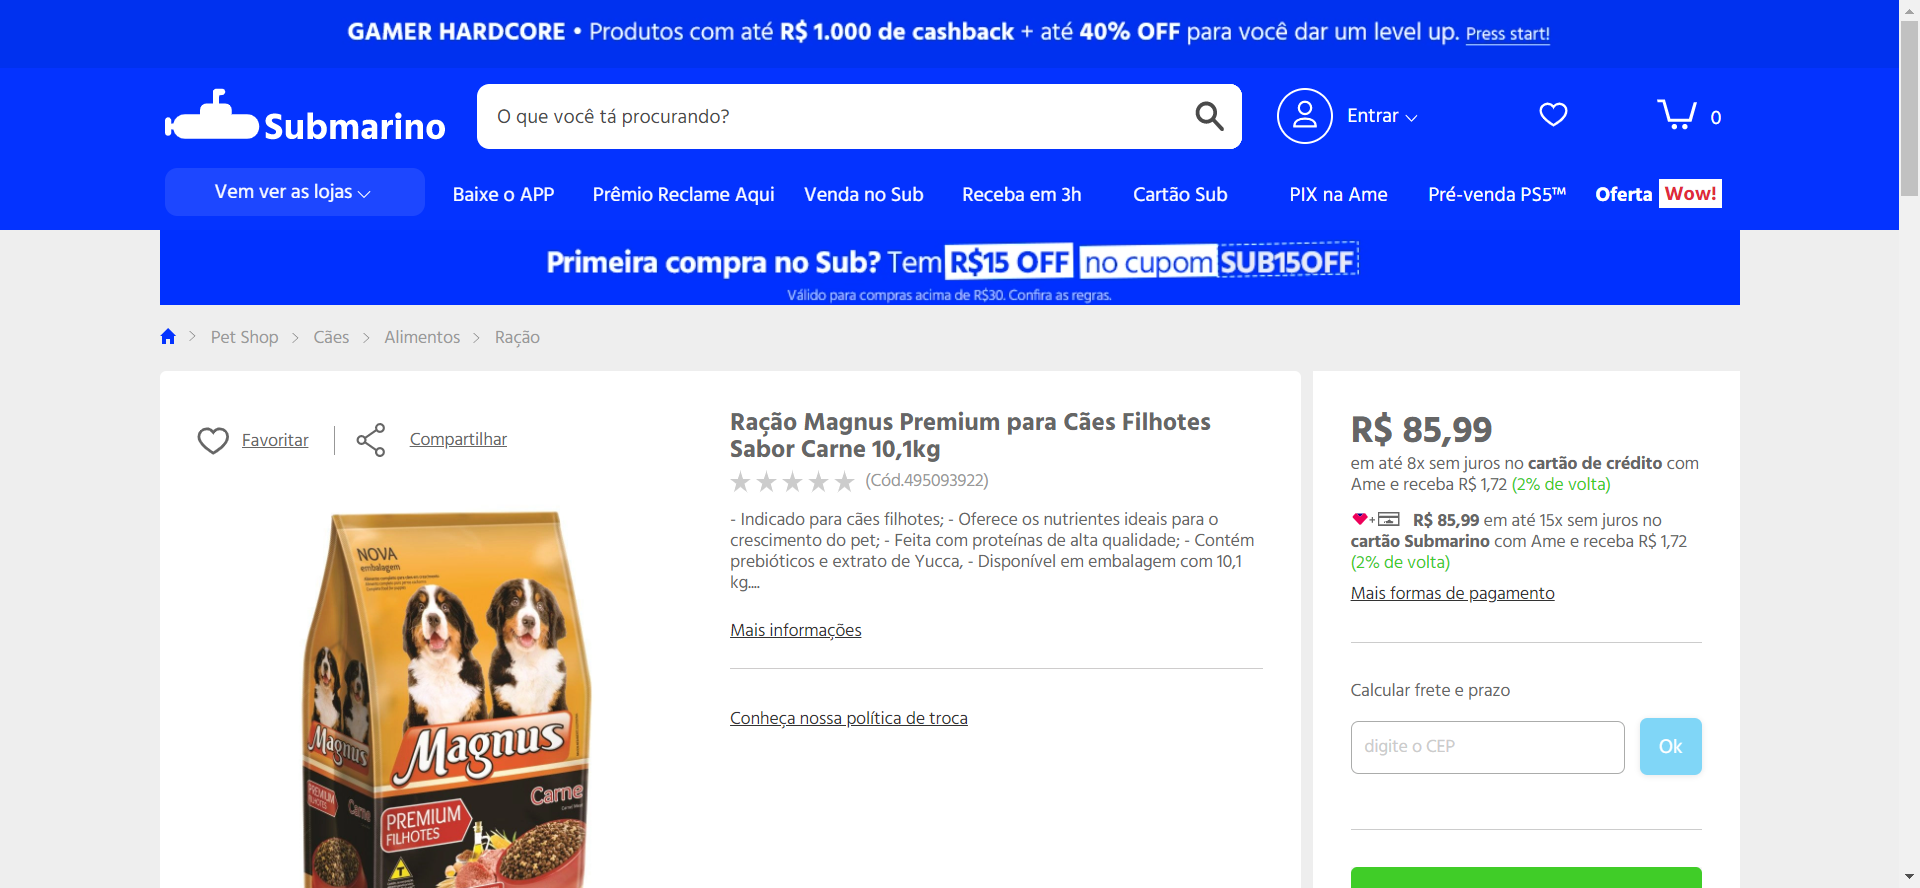 GAMER HARDCORE • Produtos com até R$ 1.000 de cashback + até 40% OFF para você dar um level up. Press start!
Submarino
O que você tá procurando?
Entrar
0
Vem ver as lojas
Baixe o APP
Prêmio Reclame Aqui
Venda no Sub
Receba em 3h
Cartão Sub
PIX na Ame
Pré-venda PS5™
Oferta Wow!
Primeira compra no Sub? Tem R$15 OFF no cupom SUB15OFF
Válido para compras acima de R$30. Confira as regras.
Pet Shop > Cães > Alimentos > Ração
Favoritar
Compartilhar
NOVA
embalagem
Magnus
Magnus
PREMIUM
FILHOTES
Carne
PREMIUM
FILHOTES
Carne
T
Ração Magnus Premium para Cães Filhotes
Sabor Carne 10,1kg
(Cód.495093922)
- Indicado para cães filhotes; - Oferece os nutrientes ideais para o
crescimento do pet; - Feita com proteínas de alta qualidade; - Contém
prebióticos e extrato de Yucca, - Disponível em embalagem com 10,1
kg....
Mais informações
Conheça nossa política de troca
R$ 85,99
em até 8x sem juros no cartão de crédito com
Ame e receba R$ 1,72 (2% de volta)
+ R$ 85,99 em até 15x sem juros no
cartão Submarino com Ame e receba R$ 1,72
(2% de volta)
Mais formas de pagamento
Calcular frete e prazo
digite o CEP
Ok